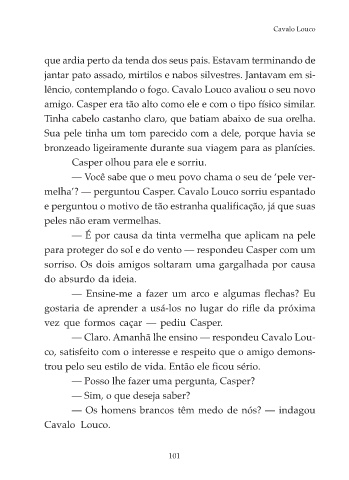 Cavalo Louco
que ardia perto da tenda dos seus pais. Estavam terminando de
jantar pato assado, mirtilos e nabos silvestres. Jantavam em si-
lêncio, contemplando o fogo. Cavalo Louco avaliou o seu novo
amigo. Casper era tão alto como ele e com o tipo físico similar.
Tinha cabelo castanho claro, que batiam abaixo de sua orelha.
Sua pele tinha um tom parecido com a dele, porque havia se
bronzeado ligeiramente durante sua viagem para as planícies.
Casper olhou para ele e sorriu.
— Você sabe que o meu povo chama o seu de ‘pele ver-
melha’? — perguntou Casper. Cavalo Louco sorriu espantado
e perguntou o motivo de tão estranha qualificação, já que suas
peles não eram vermelhas.
— É por causa da tinta vermelha que aplicam na pele
para proteger do sol e do vento — respondeu Casper com um
sorriso. Os dois amigos soltaram uma gargalhada por causa
do absurdo da ideia.
— Ensine-me a fazer um arco e algumas flechas? Eu
gostaria de aprender a usá-los no lugar do rifle da próxima
vez que formos caçar — pediu Casper.
— Claro. Amanhã lhe ensino — respondeu Cavalo Lou-
co, satisfeito com o interesse e respeito que o amigo demons-
trou pelo seu estilo de vida. Então ele ficou sério.
— Posso lhe fazer uma pergunta, Casper?
— Sim, o que deseja saber?
— Os homens brancos têm medo de nós? — indagou
Cavalo Louco.
101